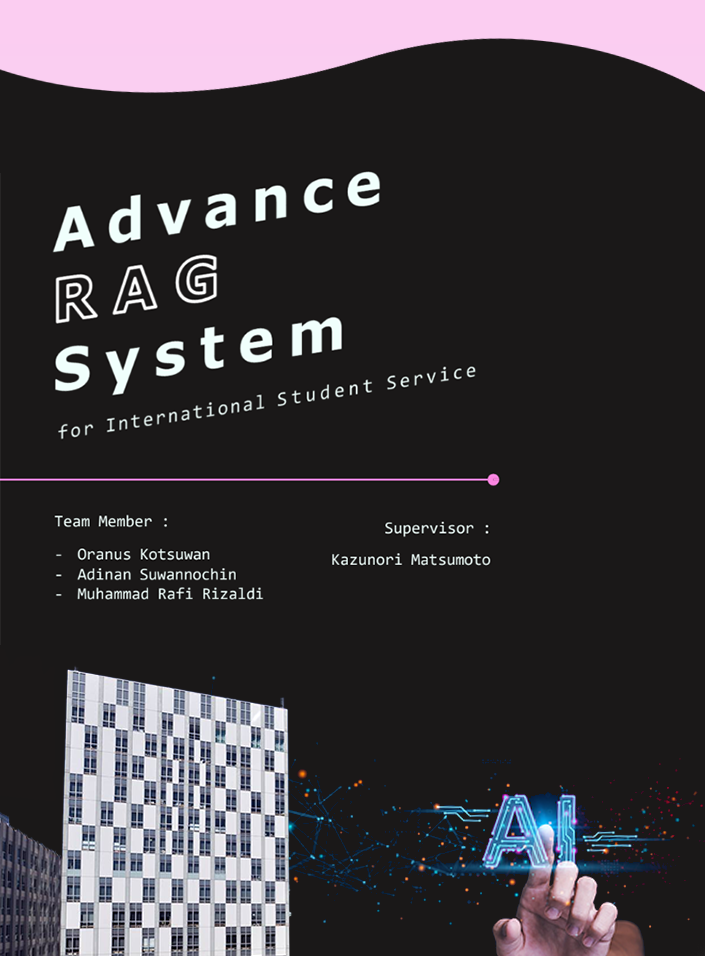 Advance
RAG
System
for International Student Service
Team Member :
- Oranus Kotsuwan
- Adinan Suwannochin
- Muhammad Rafi Rizaldi
Supervisor :
Kazunori Matsumoto
AI